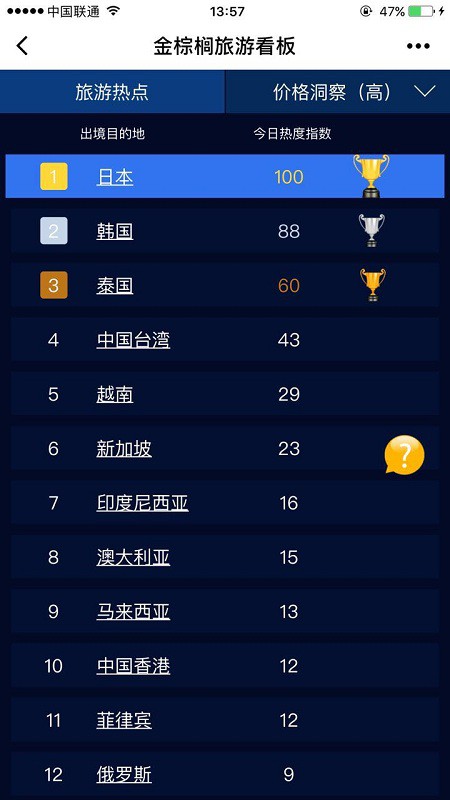 中国联通 13:57 47%
金棕榈旅游看板
旅游热点 价格洞察（高）
出境目的地 今日热度指数
1 日本 100
2 韩国 88
3 泰国 60
4 中国台湾 43
5 越南 29
6 新加坡 23
?
7 印度尼西亚 16
8 澳大利亚 15
9 马来西亚 13
10 中国香港 12
11 菲律宾 12
12 俄罗斯 9